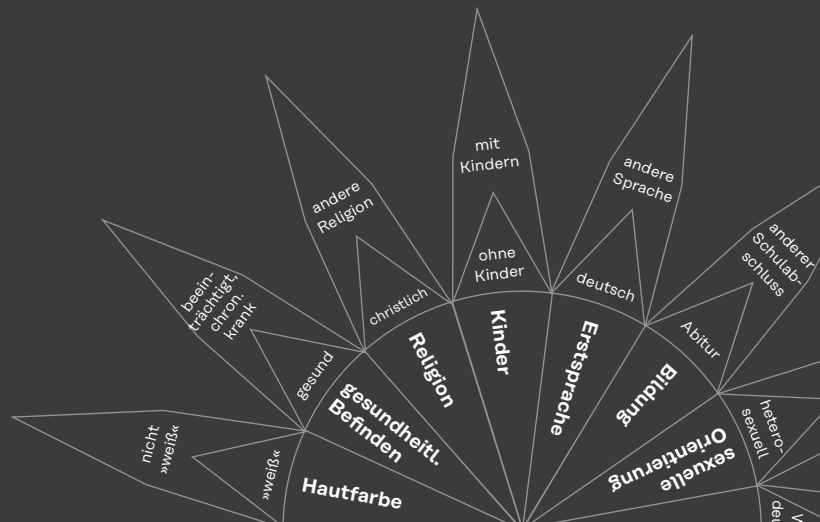 nicht
»weiß«
»weiß«
Hautfarbe
beein-
trächtigt,
chron.
krank
gesund
gesundheitl.
Befinden
andere
Religion
christlich
Religion
mit
Kindern
ohne
Kinder
Kinder
andere
Sprache
deutsch
Erstsprache
anderer
Schulab-
schluss
Abitur
Bildung
hetero-
sexuell
sexuelle
Orientierung